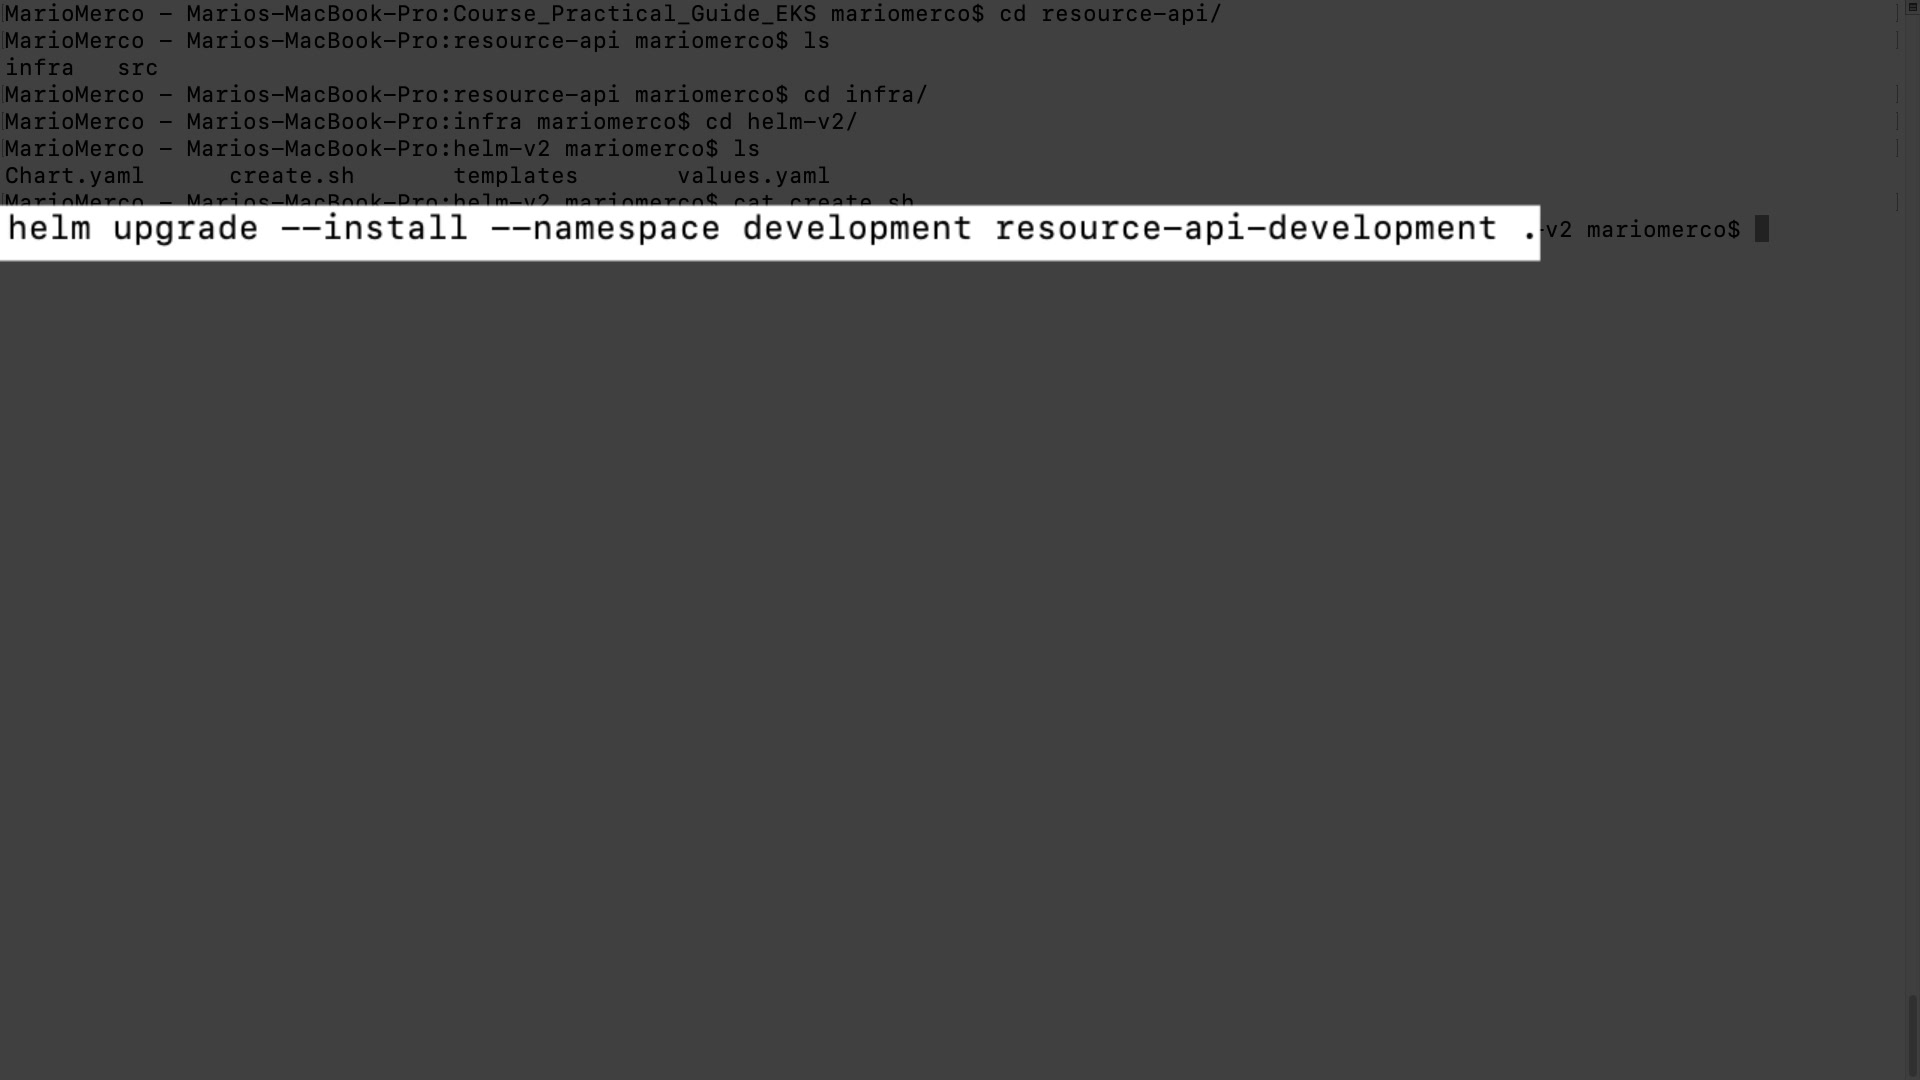 MarioMerco - Marios-MacBook-Pro:Course_Practical_Guide_EKS mariomerco$ cd resource-api/
MarioMerco - Marios-MacBook-Pro:resource-api mariomerco$ ls
infra   src
MarioMerco - Marios-MacBook-Pro:resource-api mariomerco$ cd infra/
MarioMerco - Marios-MacBook-Pro:infra mariomerco$ cd helm-v2/
MarioMerco - Marios-MacBook-Pro:helm-v2 mariomerco$ ls
Chart.yaml      create.sh       templates       values.yaml
MarioMerco - Marios-MacBook-Pro:helm-v2 mariomerco$ cat create.sh
helm upgrade --install --namespace development resource-api-development .-v2 mariomerco$